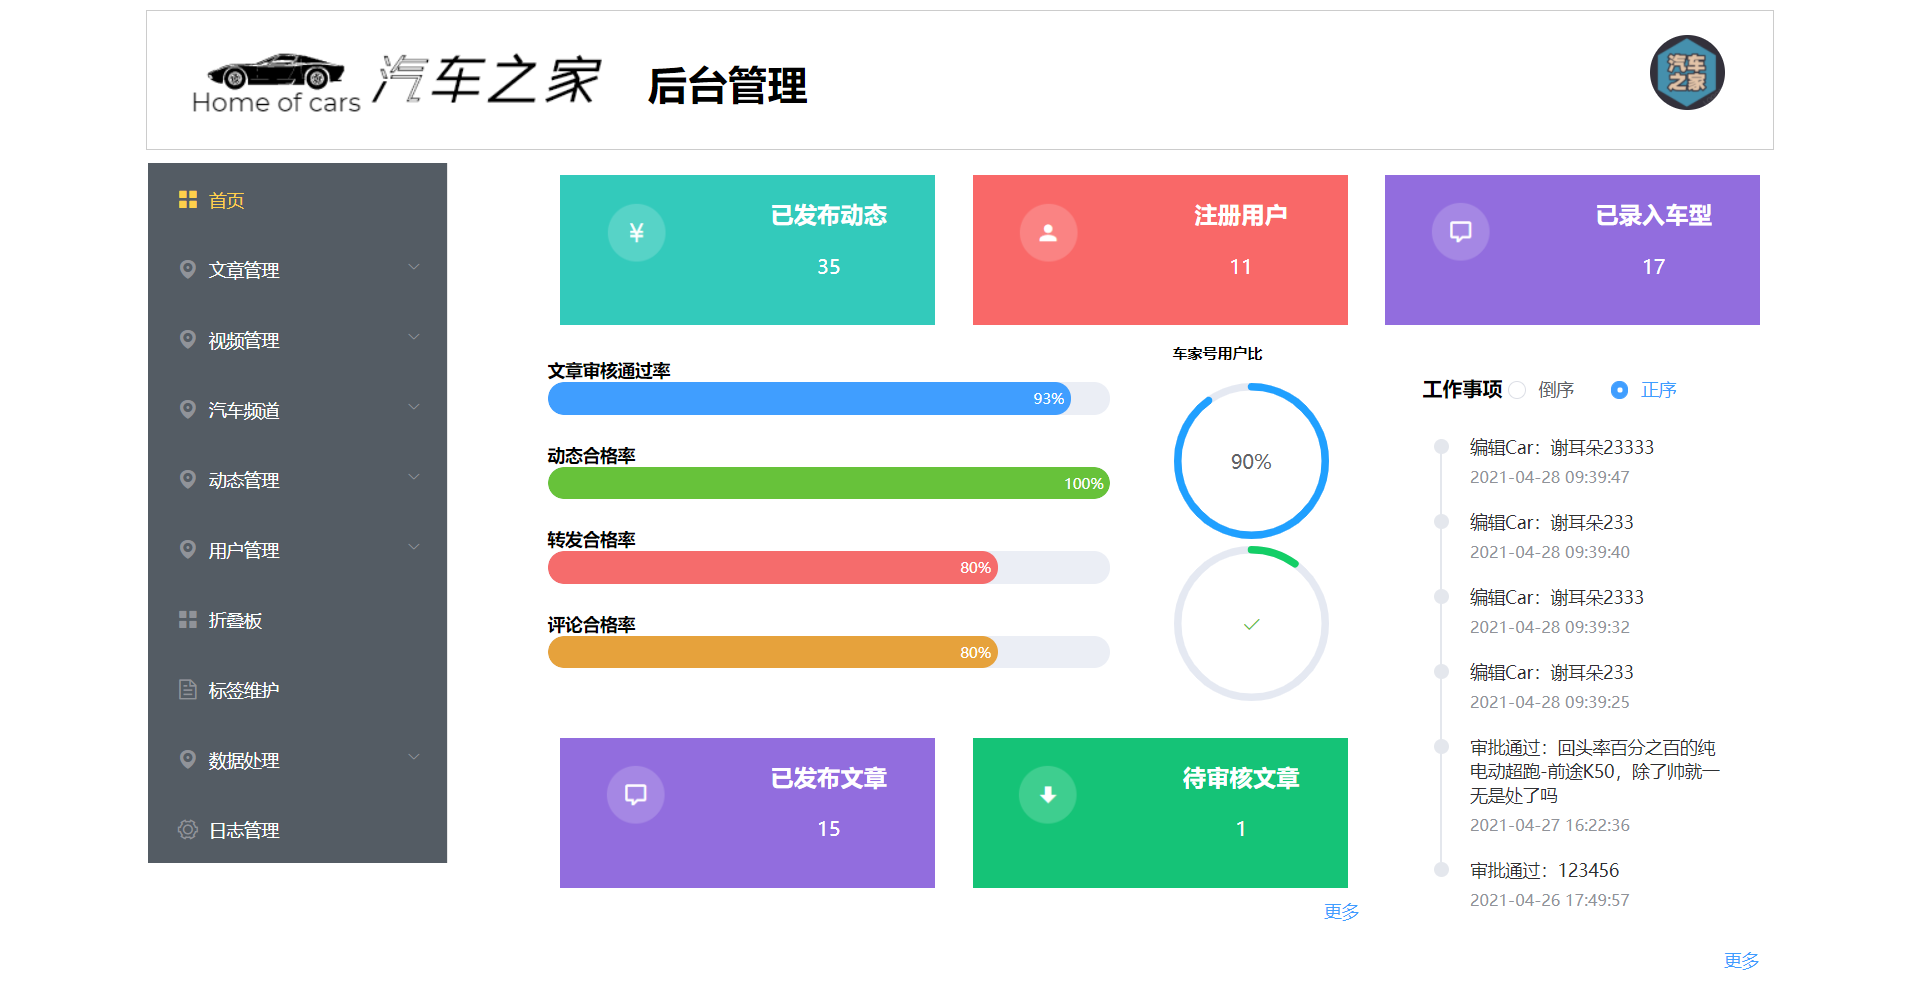 Home of cars
汽车之家
后台管理
汽车
之家
首页
文章管理
视频管理
汽车频道
动态管理
用户管理
折叠板
标签维护
数据处理
日志管理
¥
已发布动态
35
注册用户
11
已录入车型
17
文章审核通过率
93%
动态合格率
100%
转发合格率
80%
评论合格率
80%
车家号用户比
90%
已发布文章
15
待审核文章
1
更多
工作事项 倒序 正序
编辑Car：谢耳朵23333
2021-04-28 09:39:47
编辑Car：谢耳朵233
2021-04-28 09:39:40
编辑Car：谢耳朵2333
2021-04-28 09:39:32
编辑Car：谢耳朵233
2021-04-28 09:39:25
审批通过：回头率百分之百的纯
电动超跑-前途K50，除了帅就一
无是处了吗
2021-04-27 16:22:36
审批通过：123456
2021-04-26 17:49:57
更多